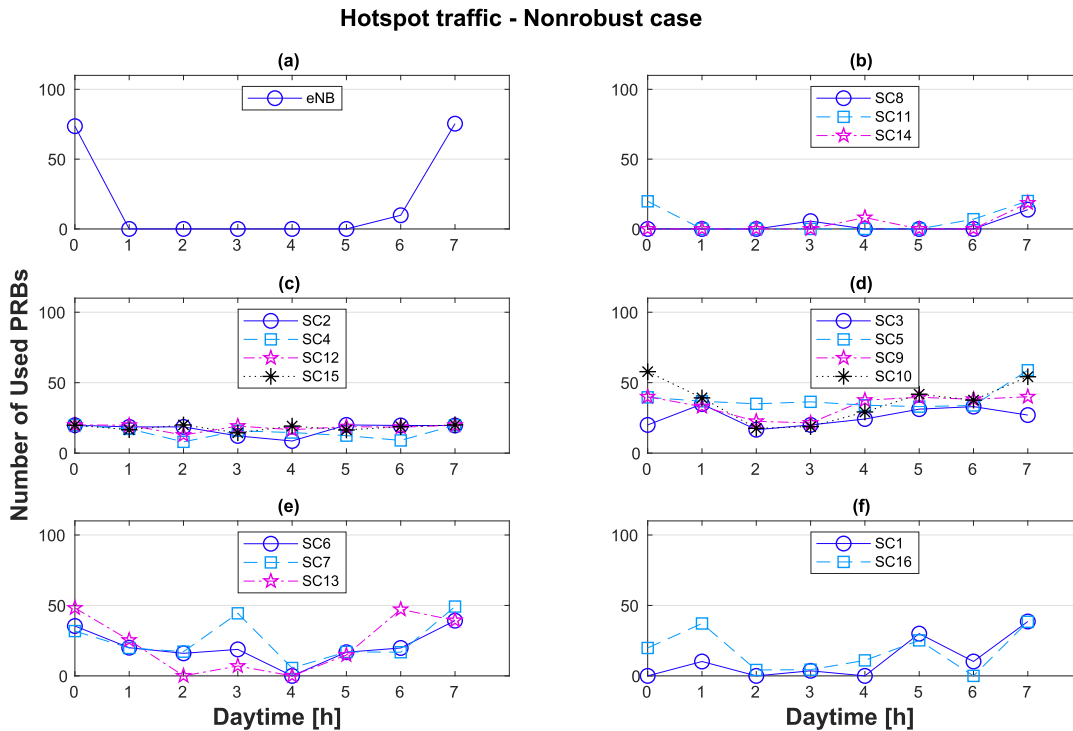 Hotspot traffic - Nonrobust case
Number of Used PRBs
(a)
eNB
100
50
0
0 1 2 3 4 5 6 7
(b)
SC8
SC11
SC14
100
50
0
0 1 2 3 4 5 6 7
(c)
SC2
SC4
SC12
SC15
100
50
0
0 1 2 3 4 5 6 7
(d)
SC3
SC5
SC9
SC10
100
50
0
0 1 2 3 4 5 6 7
(e)
SC6
SC7
SC13
100
50
0
0 1 2 3 4 5 6 7
Daytime [h]
(f)
SC1
SC16
100
50
0
0 1 2 3 4 5 6 7
Daytime [h]